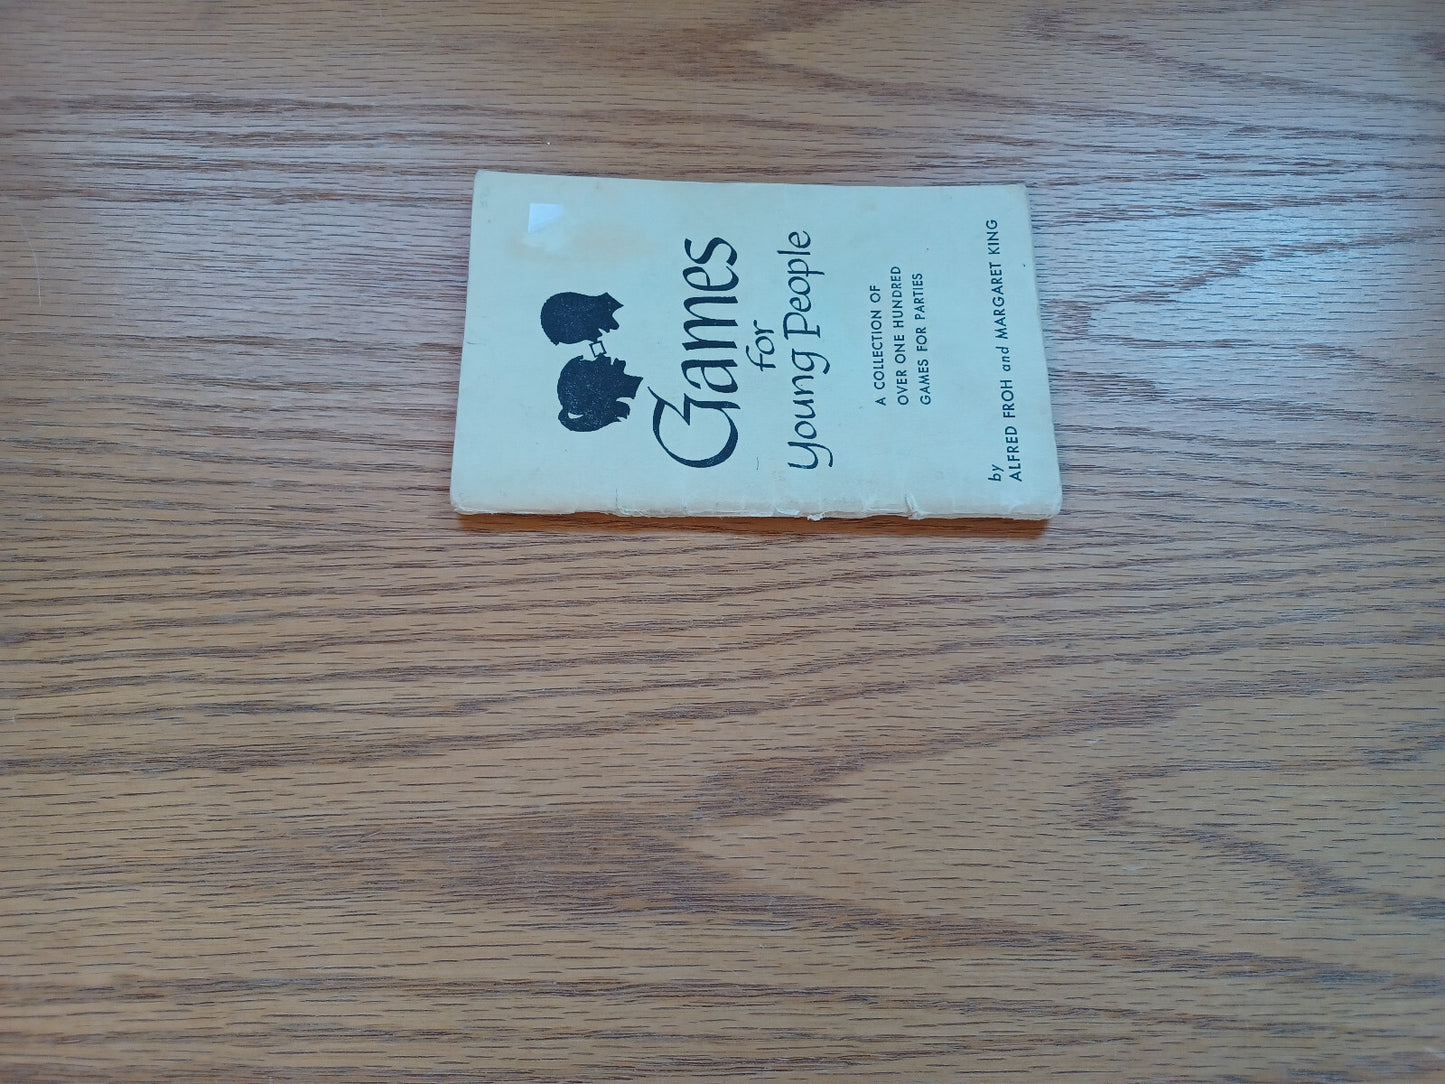 Games
for
Young People
A COLLECTION OF
OVER ONE HUNDRED
GAMES FOR PARTIES
by
ALFRED FROH and MARGARET KING